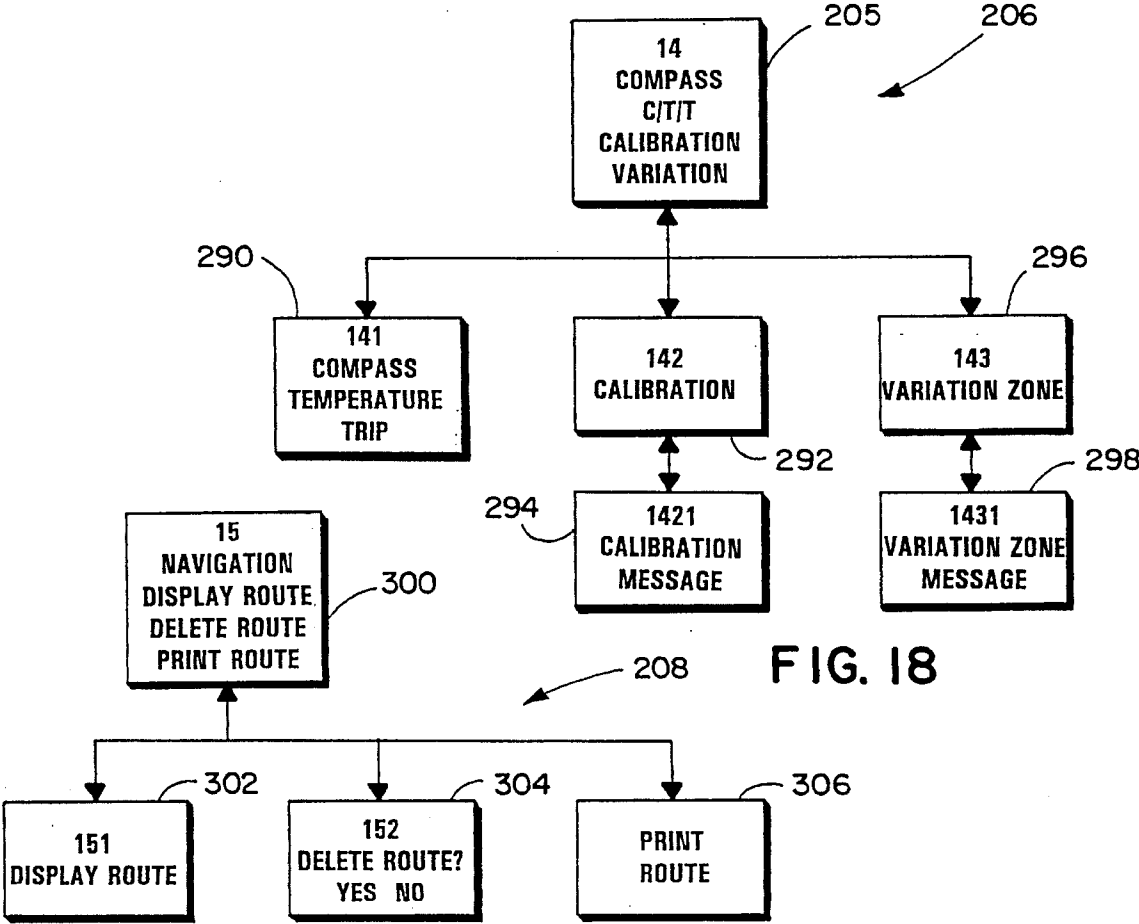 205
206
14
COMPASS
C/T/T
CALIBRATION
VARIATION
290
296
141
COMPASS
TEMPERATURE
TRIP
142
CALIBRATION
143
VARIATION ZONE
292
298
294
1421
CALIBRATION
MESSAGE
1431
VARIATION ZONE
MESSAGE
15
NAVIGATION
DISPLAY ROUTE
DELETE ROUTE
PRINT ROUTE
300
FIG. 18
208
302
304
306
151
DISPLAY ROUTE
152
DELETE ROUTE?
YES NO
PRINT
ROUTE